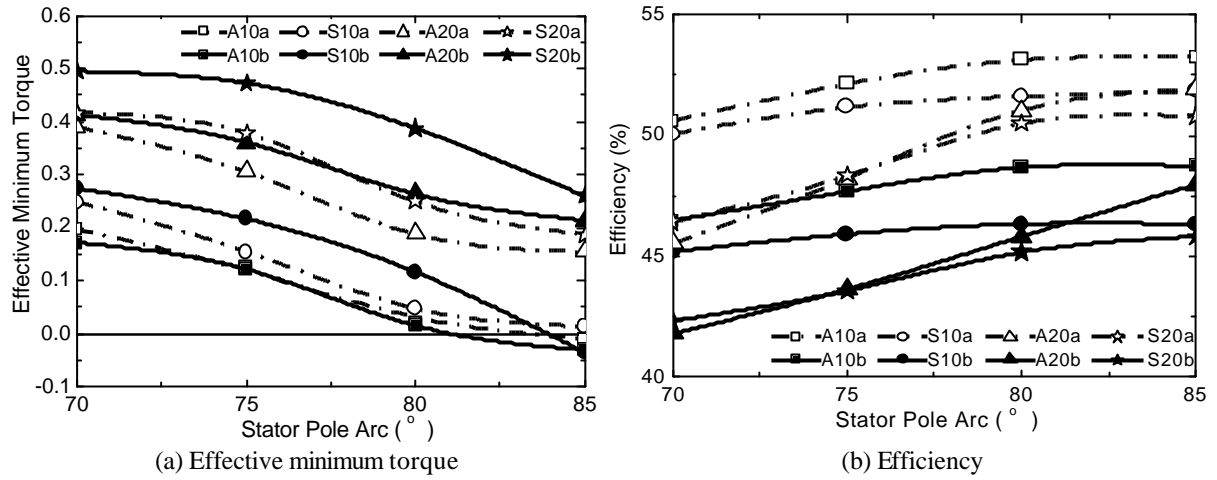 A10a S10a A20a S20a
A10b S10b A20b S20b
0.6
0.5
0.4
0.3
0.2
0.1
0.0
-0.1
Effective Minimum Torque
70 75 80 85
Stator Pole Arc ( ° )
(a) Effective minimum torque
55
50
45
40
Efficiency (%)
A10a S10a A20a S20a
A10b S10b A20b S20b
70 75 80 85
Stator Pole Arc ( ° )
(b) Efficiency